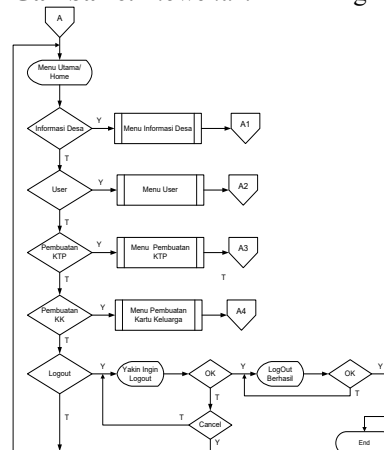 A
Menu Utama/
Home
Informasi Desa
Y
Menu Informasi Desa
A1
T
User
Y
Menu User
A2
T
Pembuatan
KTP
Y
Menu Pembuatan
KTP
A3
T
T
Pembuatan
KK
Y
Menu Pembuatan
Kartu Keluarga
A4
T
Logout
Y
Yakin Ingin
Logout
OK
Y
LogOut
Berhasil
OK
Y
T
T
T
T
Cancel
Y
End